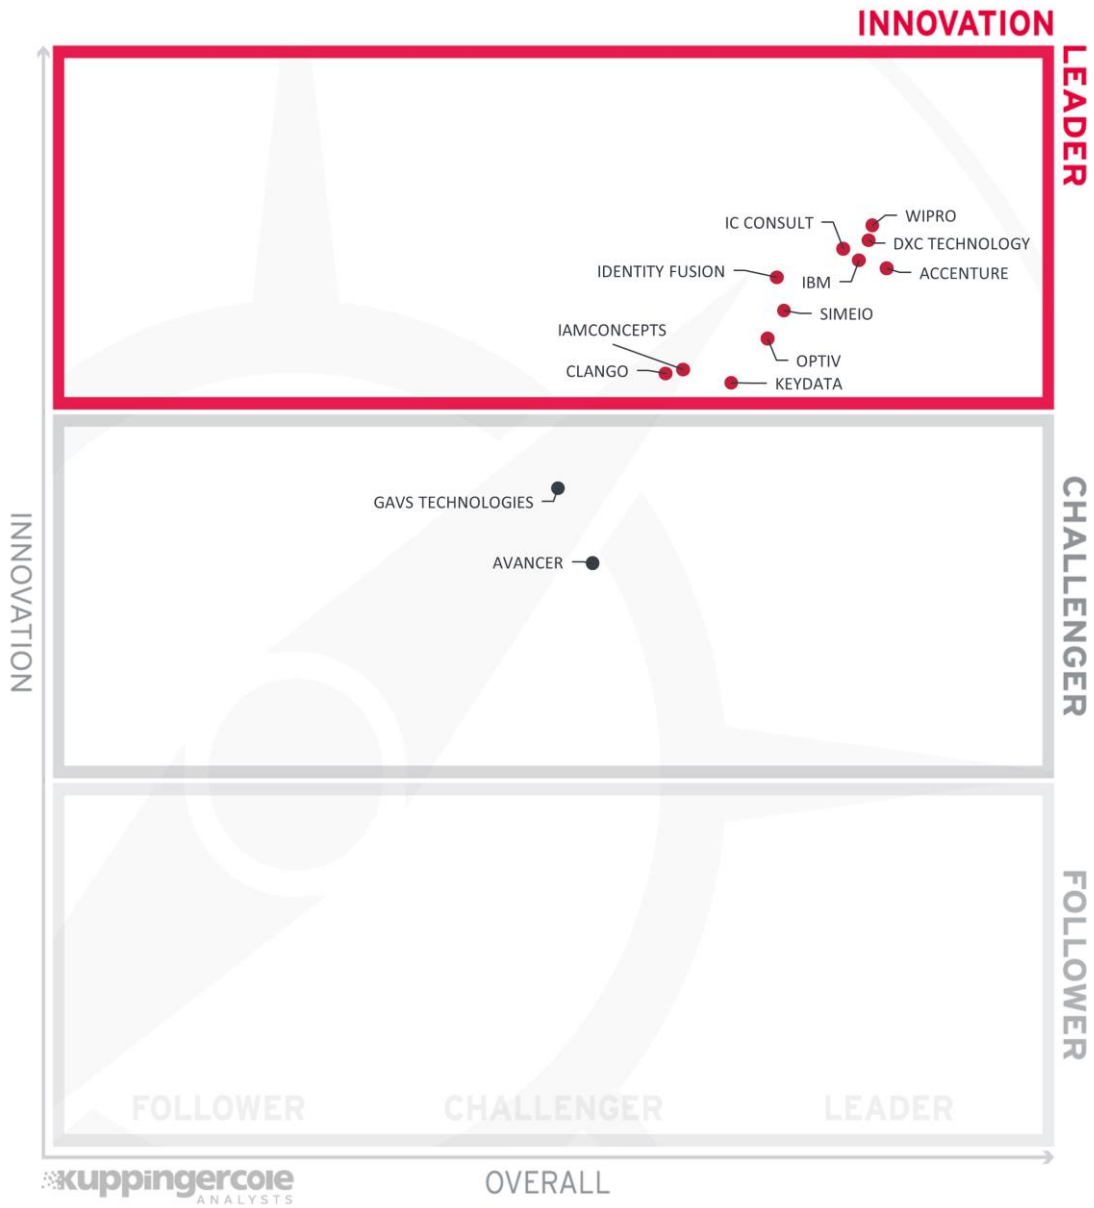 INNOVATION
LEADER
WIPRO
IC CONSULT
DXC TECHNOLOGY
IDENTITY FUSION
ACCENTURE
IBM
SIMEIO
IAMCONCEPTS
OPTIV
CLANGO
KEYDATA
CHALLENGER
GAVS TECHNOLOGIES
AVANCER
INNOVATION
FOLLOWER
FOLLOWER
CHALLENGER
LEADER
kuppingercole
ANALYSTS
OVERALL